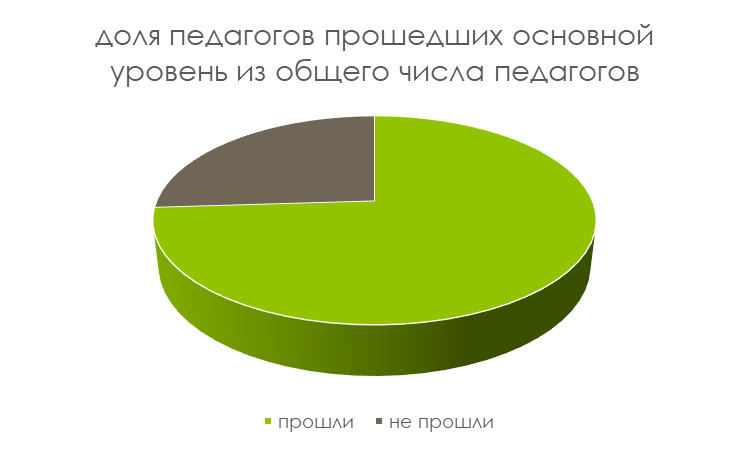 доля педагогов прошедших основной
уровень из общего числа педагогов
прошли не прошли